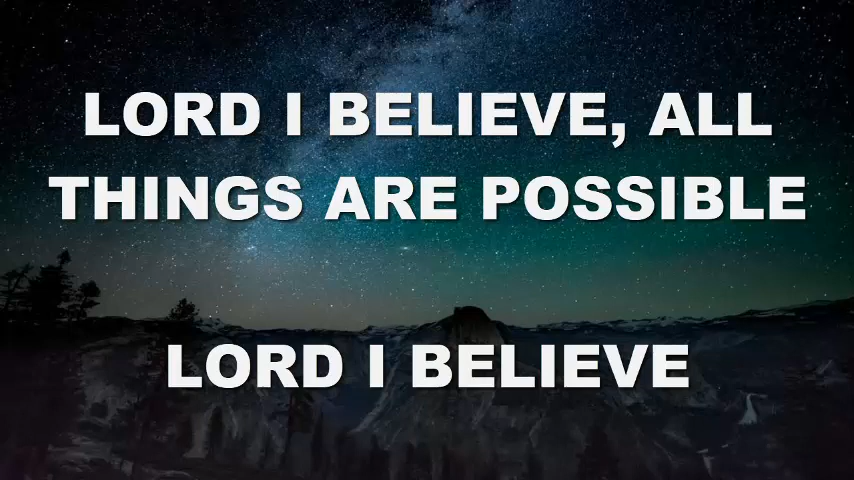 LORD I BELIEVE, ALL
THINGS ARE POSSIBLE
LORD I BELIEVE